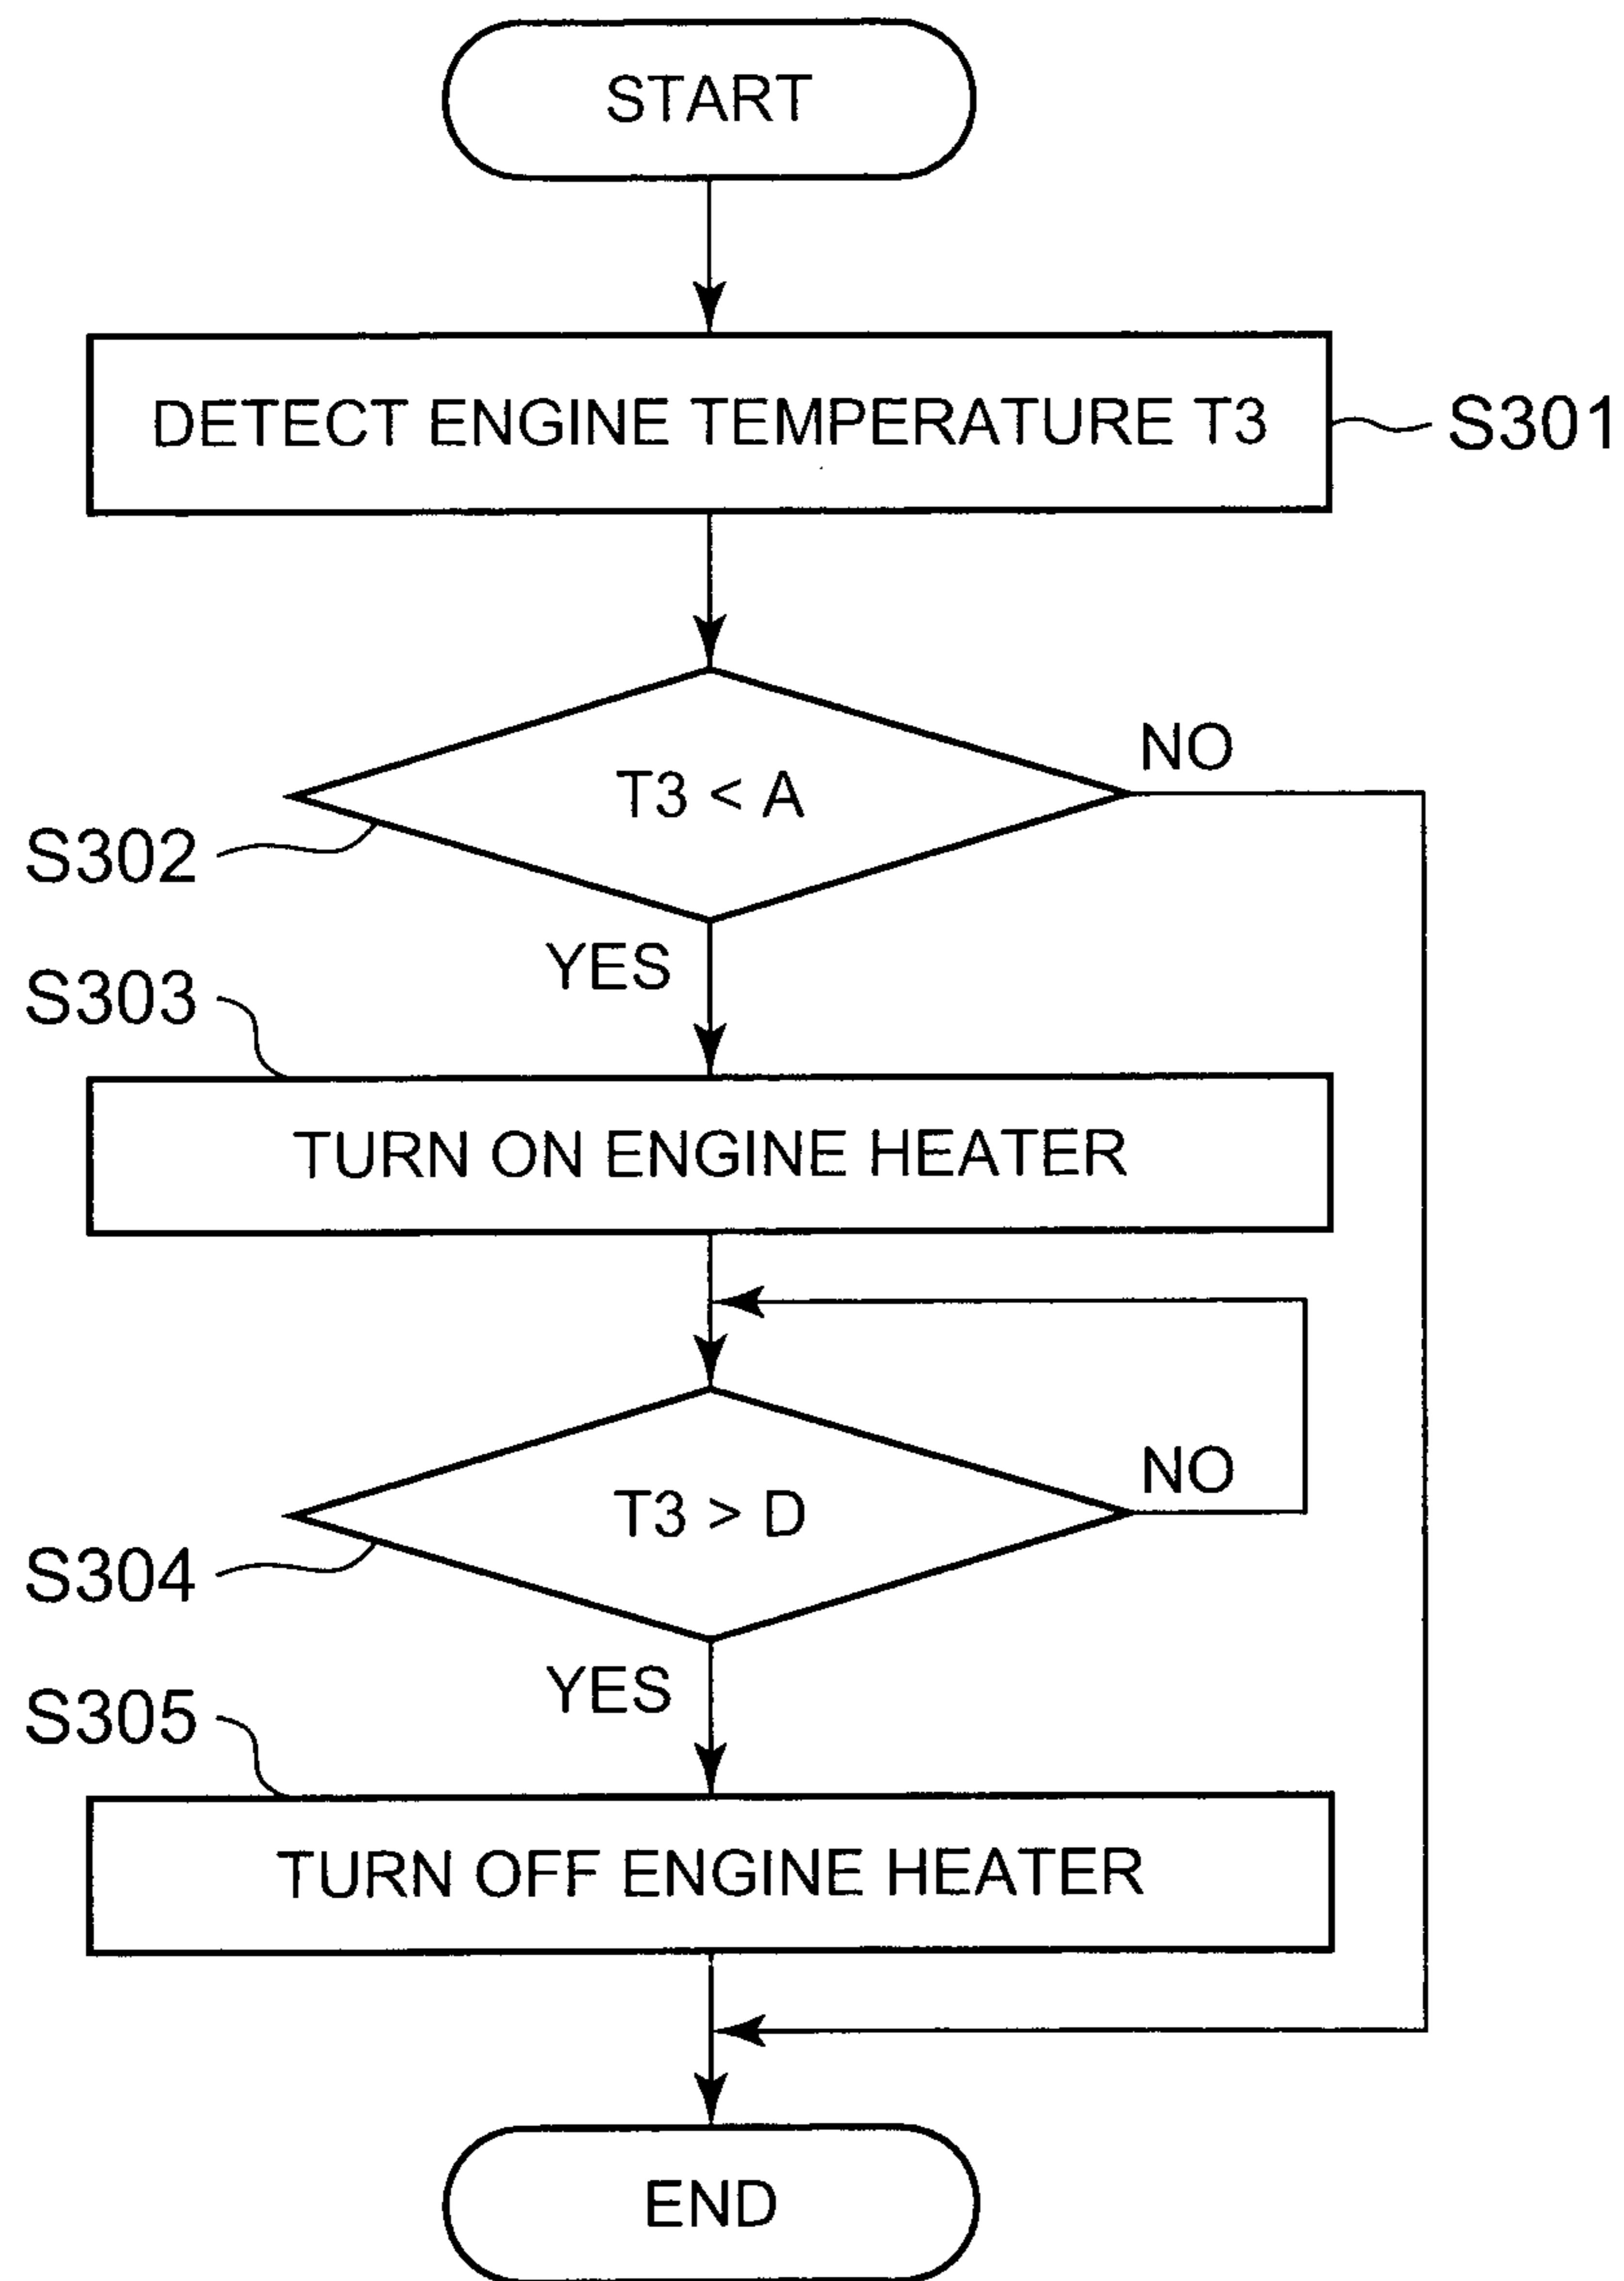 START
DETECT ENGINE TEMPERATURE T3
S301
T3 < A
NO
S302
YES
S303
TURN ON ENGINE HEATER
T3 > D
NO
S304
YES
S305
TURN OFF ENGINE HEATER
END